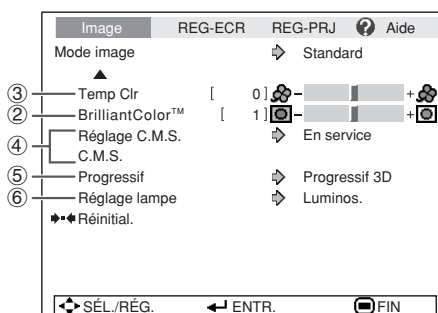 Image REG-ECR REG-PRJ ? Aide
Mode image Standard
③ Temp Clr [ 0 ] – +
② BrilliantColor™ [ 1 ] – +
④ Réglage C.M.S. En service
C.M.S.
⑤ Progressif Progressif 3D
⑥ Réglage lampe Luminos.
Réinitial.
SÉL./RÉG. ENTR. FIN